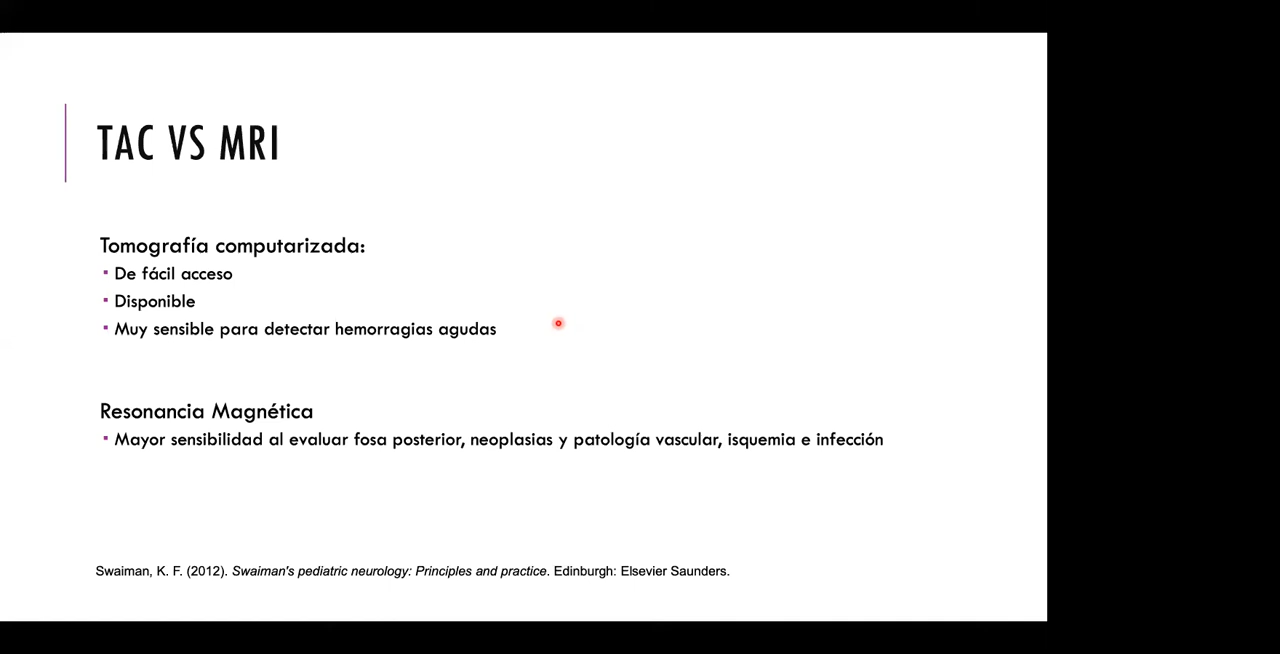 TAC VS MRI
Tomografía computarizada:
▪ De fácil acceso
▪ Disponible
▪ Muy sensible para detectar hemorragias agudas
Resonancia Magnética
▪ Mayor sensibilidad al evaluar fosa posterior, neoplasias y patología vascular, isquemia e infección
Swaiman, K. F. (2012). Swaiman's pediatric neurology: Principles and practice. Edinburgh: Elsevier Saunders.